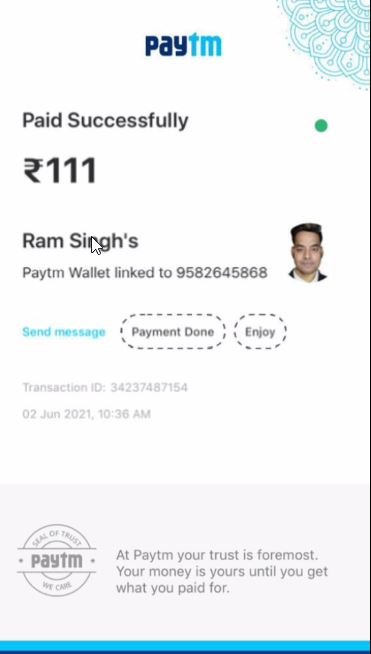 paytm
Paid Successfully
₹111
Ram Singh's
Paytm Wallet linked to 9582645868
Send message Payment Done Enjoy
Transaction ID: 34237487154
02 Jun 2021, 10:36 AM
SEAL OF TRUST
paytm
WE CARE
At Paytm your trust is foremost.
Your money is yours until you get
what you paid for.